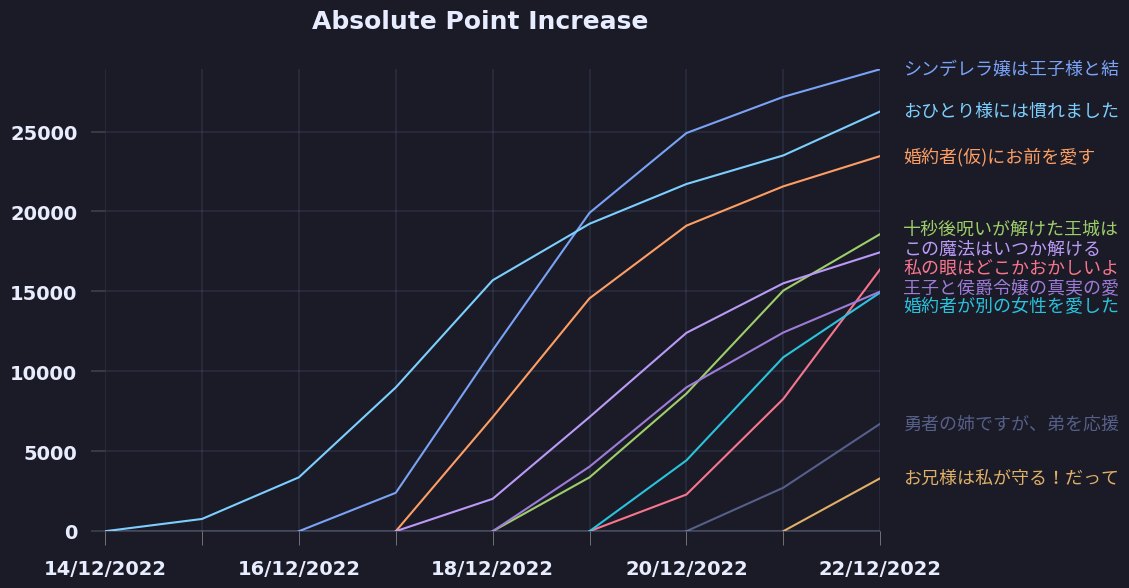 Absolute Point Increase
シンデレラ嬢は王子様と結
おひとり様には慣れました
25000
婚約者(仮)にお前を愛す
20000
十秒後呪いが解けた王城は
この魔法はいつか解ける
私の眼はどこかおかしいよ
王子と侯爵令嬢の真実の愛
15000
婚約者が別の女性を愛した
10000
勇者の姉ですが、弟を応援
5000
お兄様は私が守る！だって
0
14/12/2022 16/12/2022 18/12/2022 20/12/2022 22/12/2022